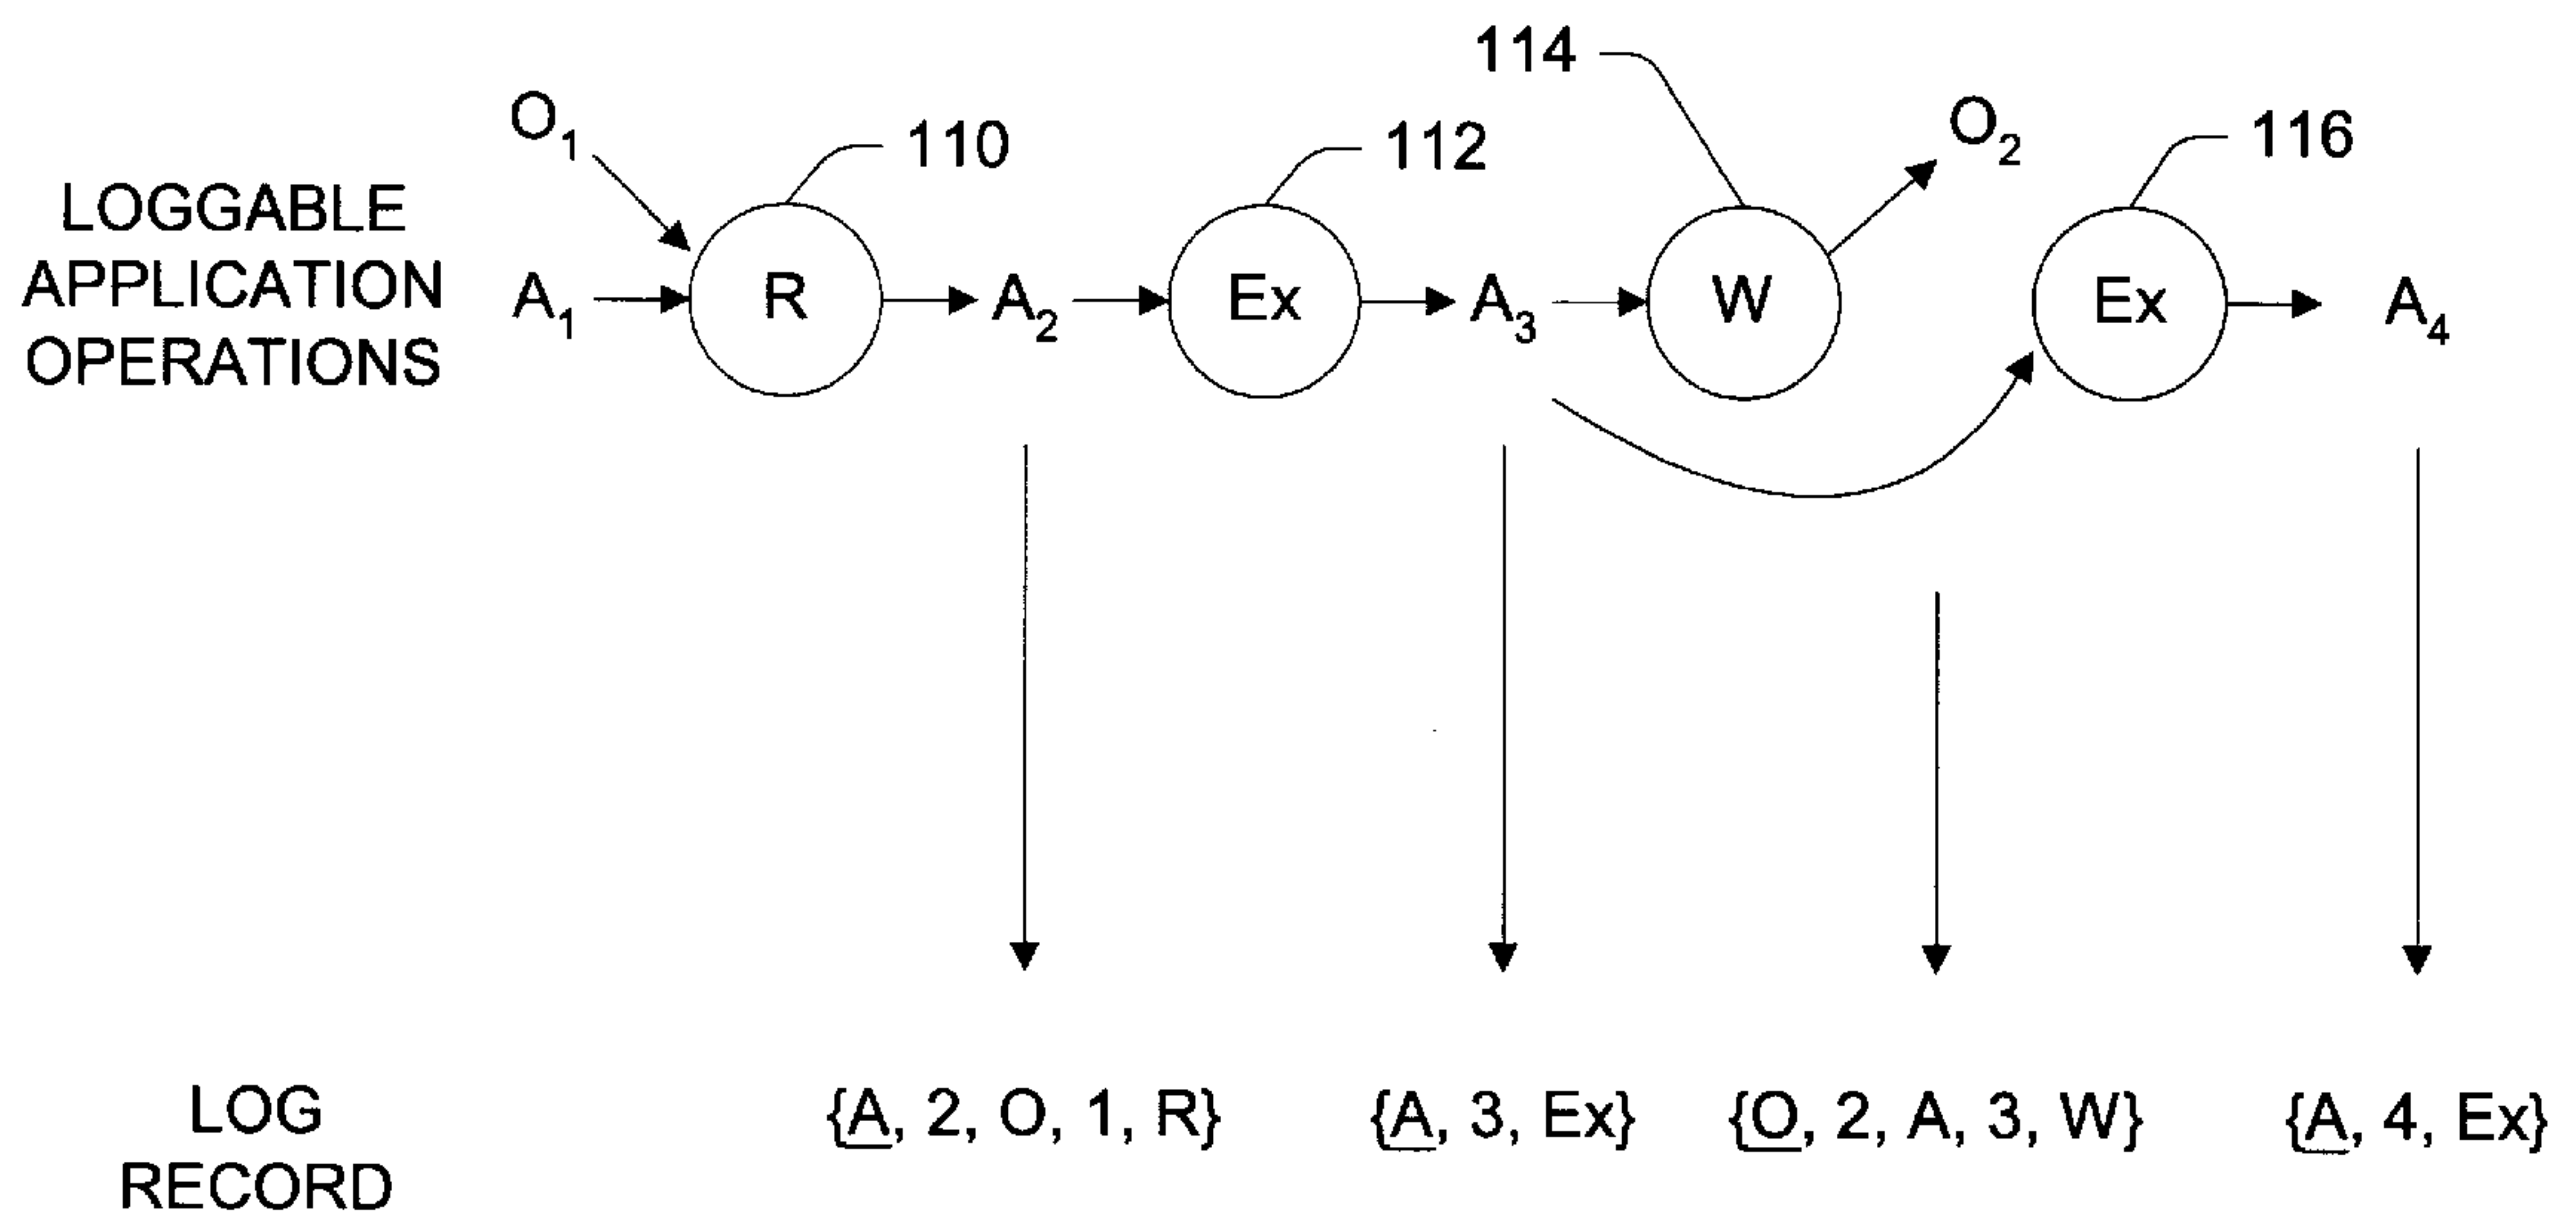 114
O₁
110
112
O₂
116
LOGGABLE
APPLICATION
OPERATIONS
A₁
R
A₂
Ex
A₃
W
Ex
A₄
LOG
RECORD
{A, 2, O, 1, R}
{A, 3, Ex}
{O, 2, A, 3, W}
{A, 4, Ex}